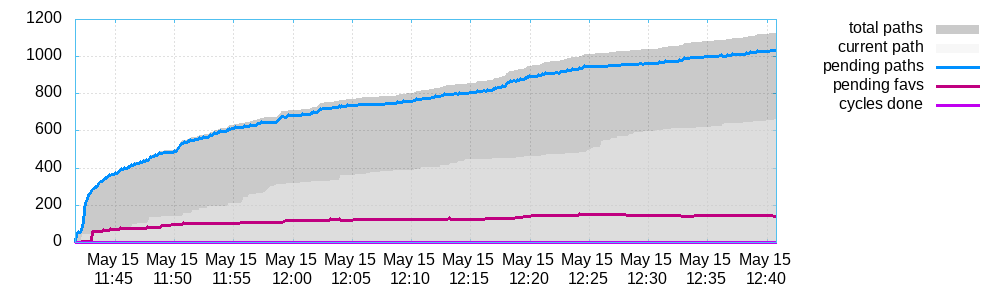 1200
1000
800
600
400
200
0
May 15 May 15 May 15 May 15 May 15 May 15 May 15 May 15 May 15 May 15 May 15 May 15
11:45 11:50 11:55 12:00 12:05 12:10 12:15 12:20 12:25 12:30 12:35 12:40
total paths
current path
pending paths
pending favs
cycles done